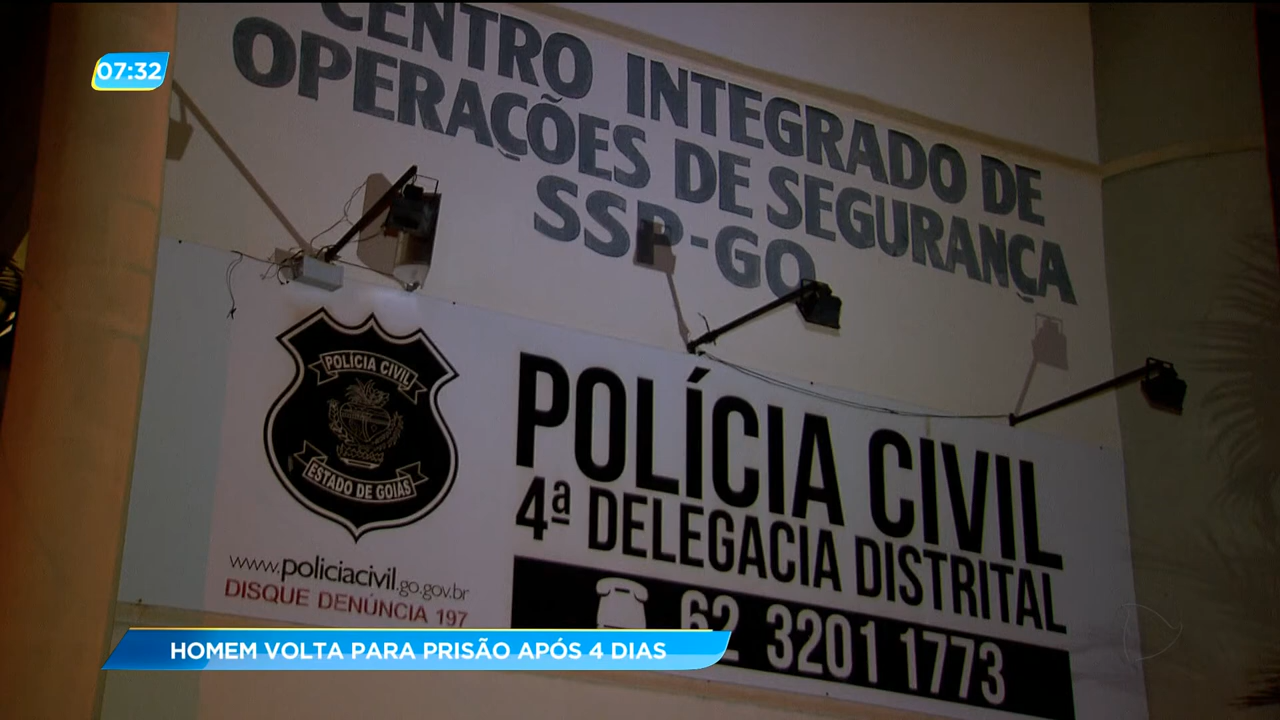 07:32
CENTRO INTEGRADO DE
OPERAÇÕES DE SEGURANÇA
SSP-GO
POLÍCIA CIVIL
ESTADO DE GOIÁS
www.policiacivil.go.gov.br
DISQUE DENÚNCIA 197
POLÍCIA CIVIL
4ª DELEGACIA DISTRITAL
62 3201 1773
HOMEM VOLTA PARA PRISÃO APÓS 4 DIAS